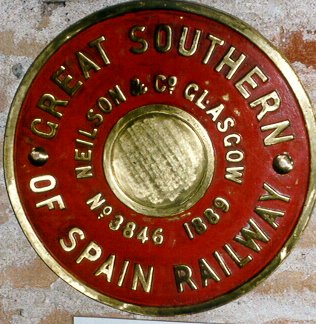 GREAT SOUTHERN
OF SPAIN RAILWAY
NEILSON & Cº GLASGOW
Nº 3846 1889